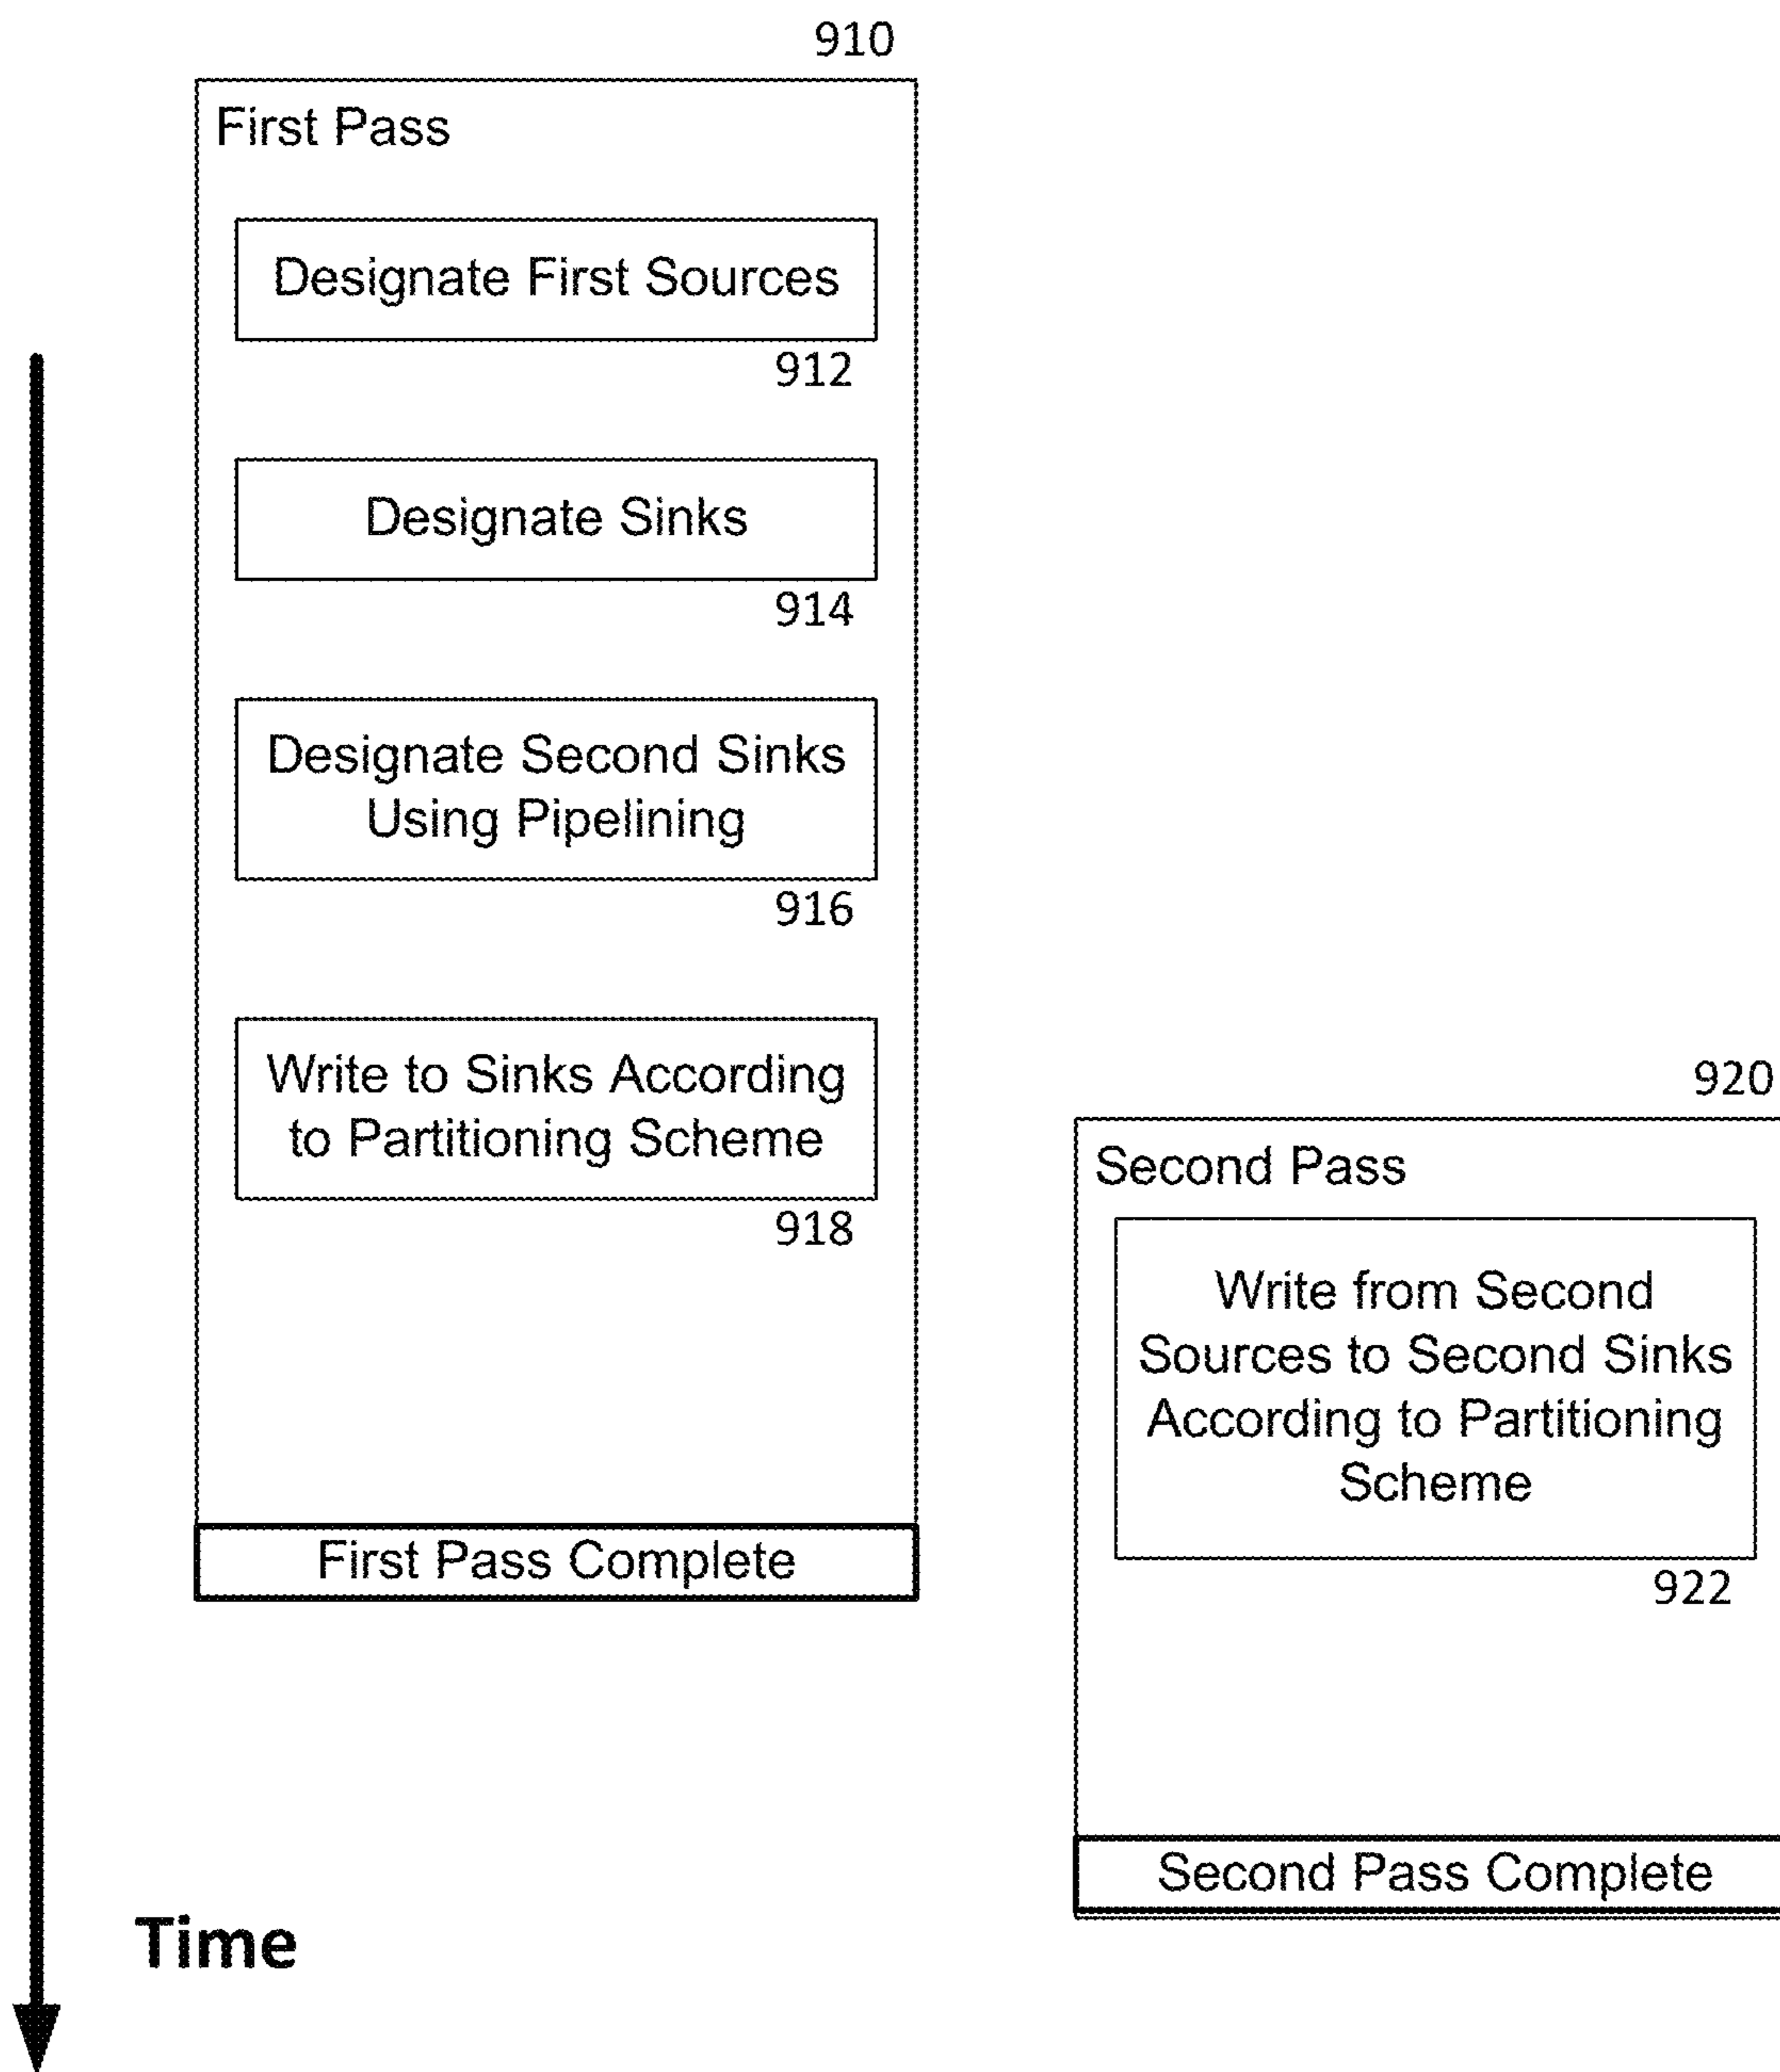 910
First Pass
Designate First Sources
912
Designate Sinks
914
Designate Second Sinks
Using Pipelining
916
Write to Sinks According
to Partitioning Scheme
918
First Pass Complete
920
Second Pass
Write from Second
Sources to Second Sinks
According to Partitioning
Scheme
922
Second Pass Complete
Time